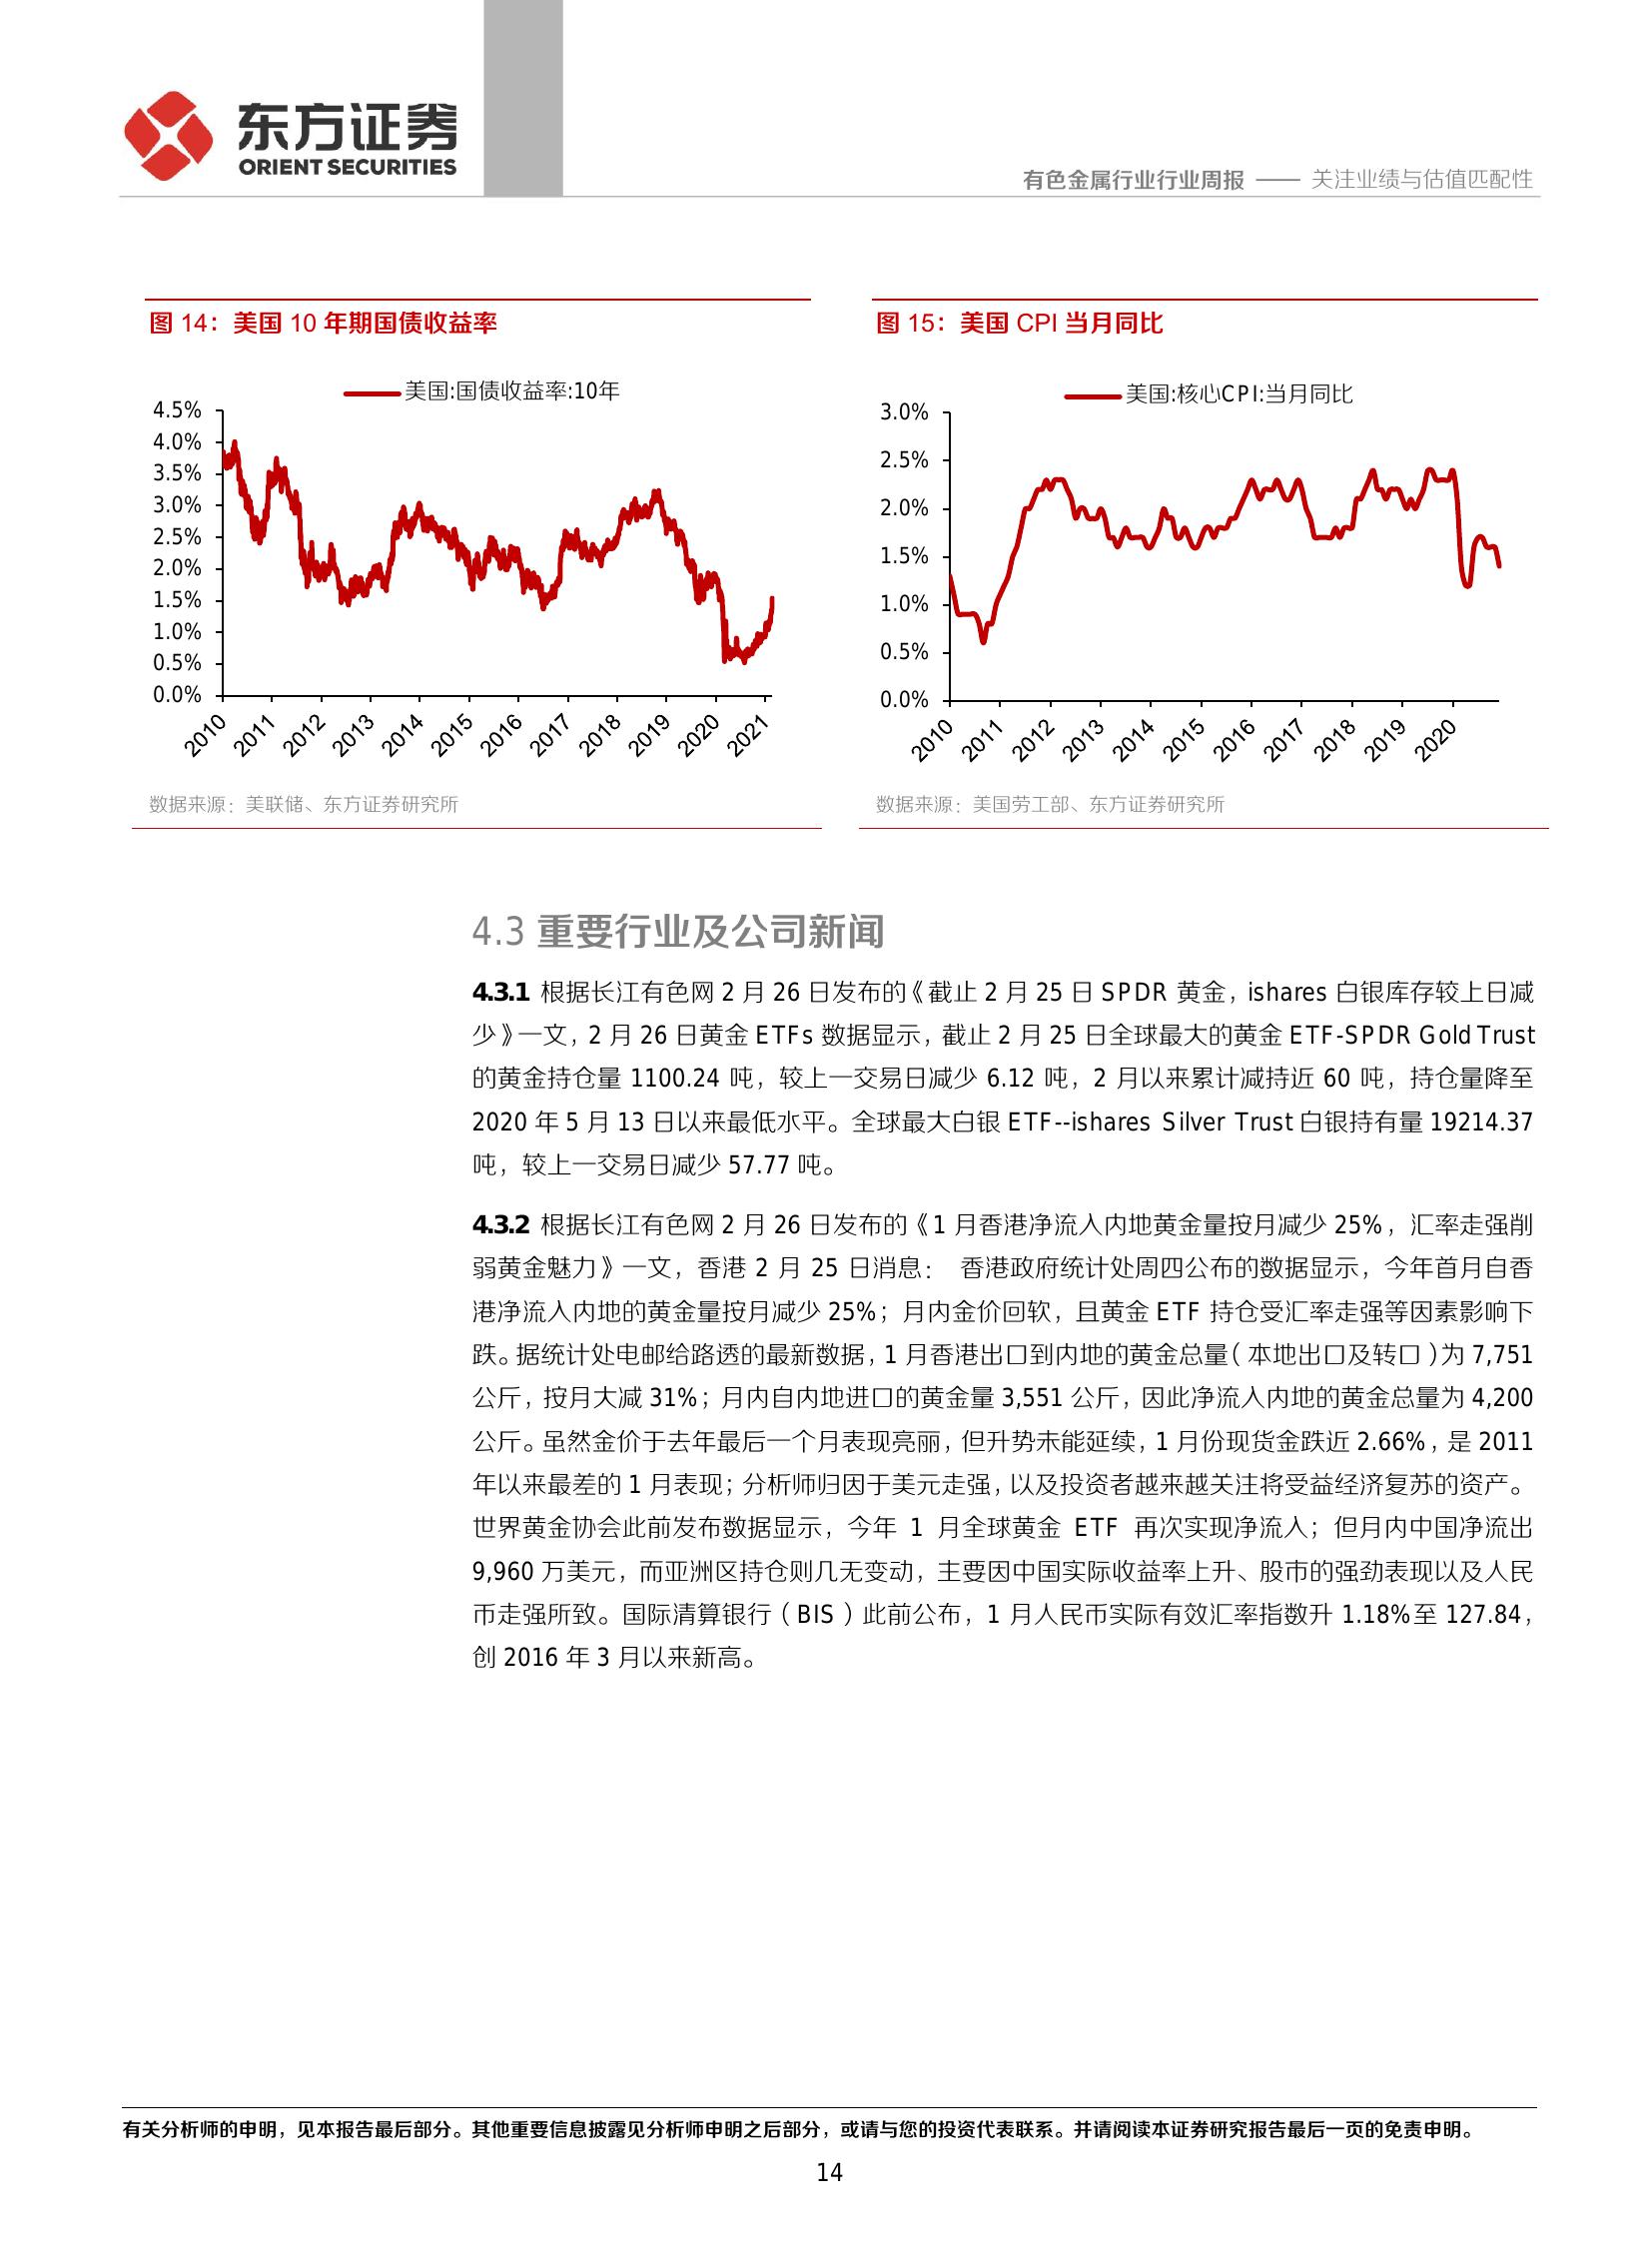 东方证券
ORIENT SECURITIES
有色金属行业行业周报 —— 关注业绩与估值匹配性
图 14：美国 10 年期国债收益率
美国:国债收益率:10年
4.5%
4.0%
3.5%
3.0%
2.5%
2.0%
1.5%
1.0%
0.5%
0.0%
2010 2011 2012 2013 2014 2015 2016 2017 2018 2019 2020 2021
数据来源：美联储、东方证券研究所
图 15：美国 CPI 当月同比
美国:核心CPI:当月同比
3.0%
2.5%
2.0%
1.5%
1.0%
0.5%
0.0%
2010 2011 2012 2013 2014 2015 2016 2017 2018 2019 2020
数据来源：美国劳工部、东方证券研究所
4.3 重要行业及公司新闻
4.3.1 根据长江有色网 2 月 26 日发布的《截止 2 月 25 日 SPDR 黄金，ishares 白银库存较上日减
少》一文，2 月 26 日黄金 ETFs 数据显示，截止 2 月 25 日全球最大的黄金 ETF-SPDR Gold Trust
的黄金持仓量 1100.24 吨，较上一交易日减少 6.12 吨，2 月以来累计减持近 60 吨，持仓量降至
2020 年 5 月 13 日以来最低水平。全球最大白银 ETF--ishares Silver Trust 白银持有量 19214.37
吨，较上一交易日减少 57.77 吨。
4.3.2 根据长江有色网 2 月 26 日发布的《1 月香港净流入内地黄金量按月减少 25%，汇率走强削
弱黄金魅力》一文，香港 2 月 25 日消息： 香港政府统计处周四公布的数据显示，今年首月自香
港净流入内地的黄金量按月减少 25%；月内金价回软，且黄金 ETF 持仓受汇率走强等因素影响下
跌。据统计处电邮给路透的最新数据，1 月香港出口到内地的黄金总量（本地出口及转口）为 7,751
公斤，按月大减 31%；月内自内地进口的黄金量 3,551 公斤，因此净流入内地的黄金总量为 4,200
公斤。虽然金价于去年最后一个月表现亮丽，但升势未能延续，1 月份现货金跌近 2.66%，是 2011
年以来最差的 1 月表现；分析师归因于美元走强，以及投资者越来越关注将受益经济复苏的资产。
世界黄金协会此前发布数据显示，今年 1 月全球黄金 ETF 再次实现净流入；但月内中国净流出
9,960 万美元，而亚洲区持仓则几无变动，主要因中国实际收益率上升、股市的强劲表现以及人民
币走强所致。国际清算银行（BIS）此前公布，1 月人民币实际有效汇率指数升 1.18%至 127.84，
创 2016 年 3 月以来新高。
有关分析师的申明，见本报告最后部分。其他重要信息披露见分析师申明之后部分，或请与您的投资代表联系。并请阅读本证券研究报告最后一页的免责申明。
14